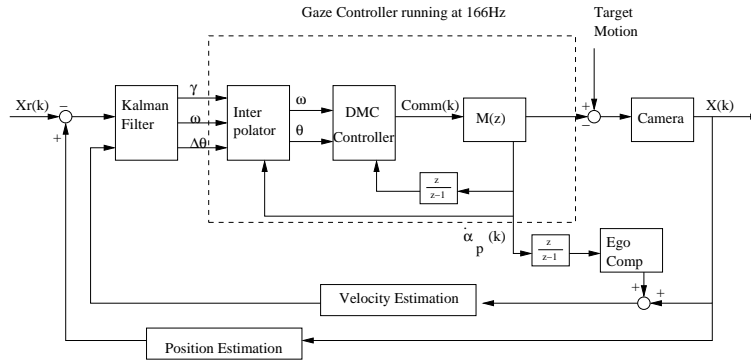 Gaze Controller running at 166Hz
Target
Motion
Xr(k)
−
+
Kalman
Filter
γ
ω
Δθ
Inter
polator
ω
θ
DMC
Controller
Comm(k)
M(z)
+
−
Camera
X(k)
z
z−1
α̇
p
(k)
z
z−1
Ego
Comp
+
+
Velocity Estimation
Position Estimation